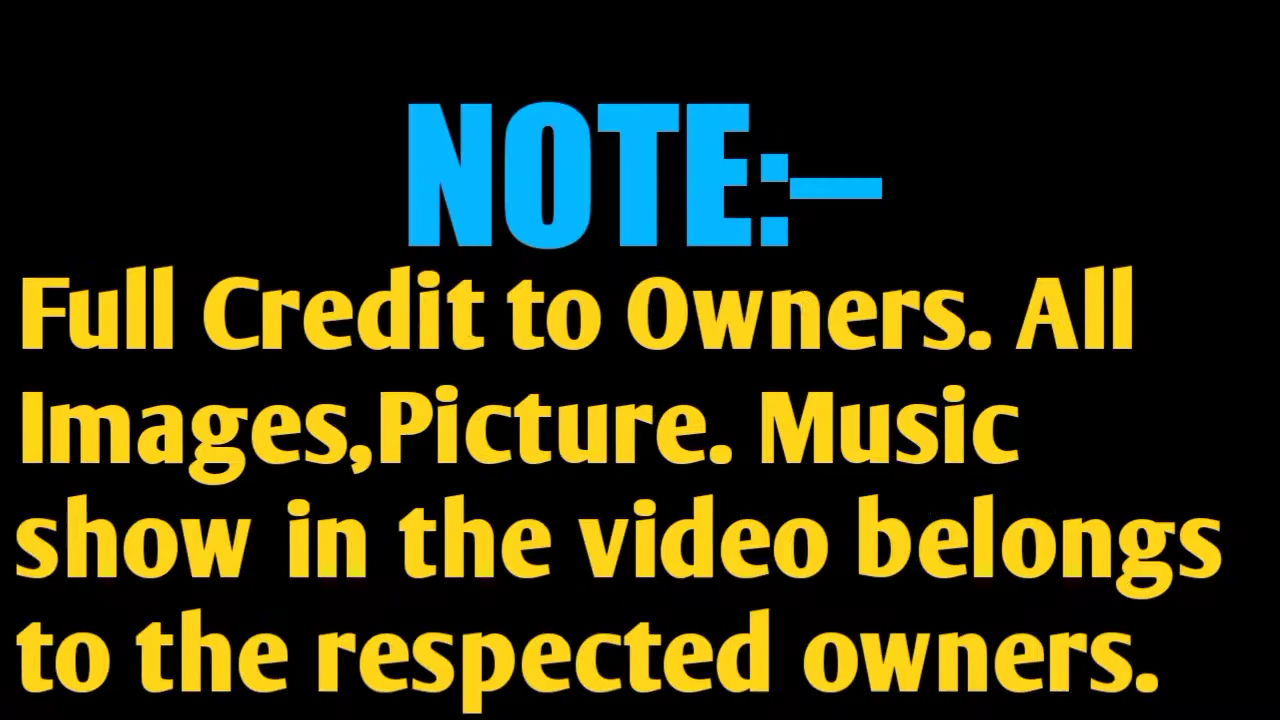 NOTE:–
Full Credit to Owners. All
Images,Picture. Music
show in the video belongs
to the respected owners.